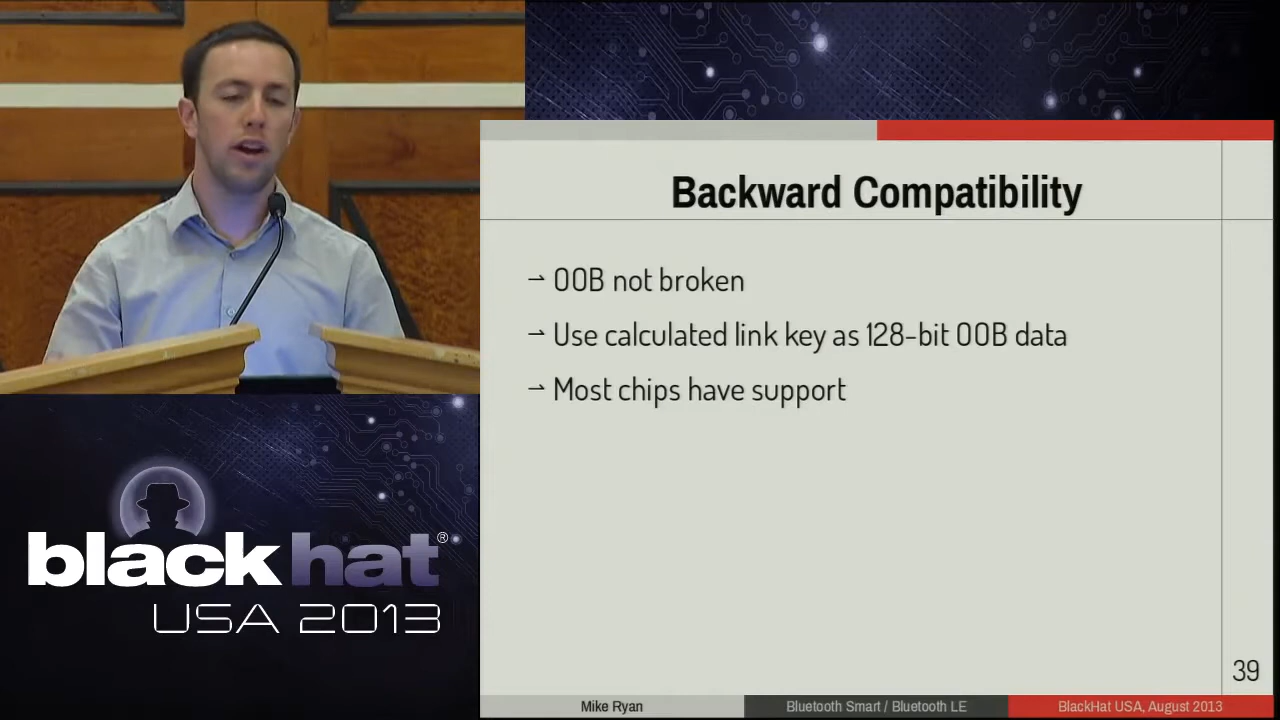 Backward Compatibility
⇀ OOB not broken
⇀ Use calculated link key as 128-bit OOB data
⇀ Most chips have support
black hat®
USA 2013
39
Mike Ryan
Bluetooth Smart / Bluetooth LE
BlackHat USA, August 2013